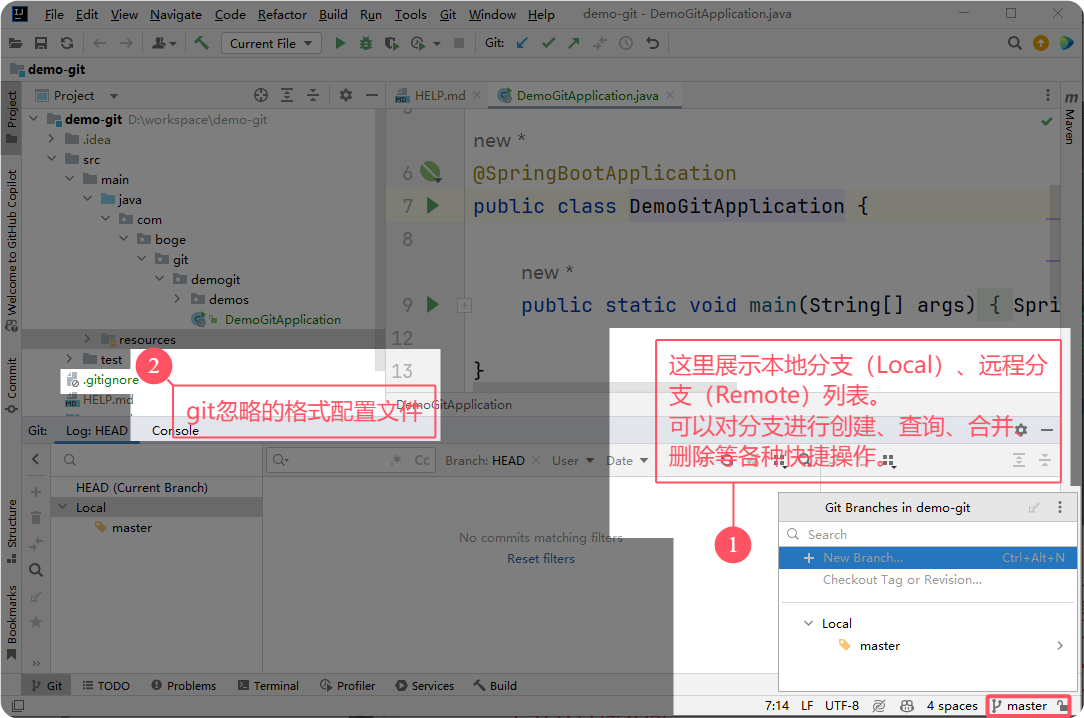 File Edit View Navigate Code Refactor Build Run Tools Git Window Help demo-git - DemoGitApplication.java
Current File Git:
demo-git
Project
HELP.md DemoGitApplication.java
demo-git D:\workspace\demo-git
.idea
src
main
java
com
boge
git
demogit
demos
DemoGitApplication
resources
test
.gitignore
HELP.md
new *
6 @SpringBootApplication
7 public class DemoGitApplication {
8
new *
9 public static void main(String[] args) { Spri
12
13 }
DemoGitApplication
2
git忽略的格式配置文件
这里展示本地分支（Local）、远程分
支（Remote）列表。
可以对分支进行创建、查询、合并
删除等各种快捷操作。
1
Project
Welcome to GitHub Copilot
Commit
Structure
Bookmarks
Maven
Git: Log: HEAD Console
Cc Branch: HEAD User Date
HEAD (Current Branch)
Local
master
No commits matching filters
Reset filters
Git Branches in demo-git
Search
New Branch... Ctrl+Alt+N
Checkout Tag or Revision...
Local
master
Git TODO Problems Terminal Profiler Services Build
7:14 LF UTF-8 4 spaces master